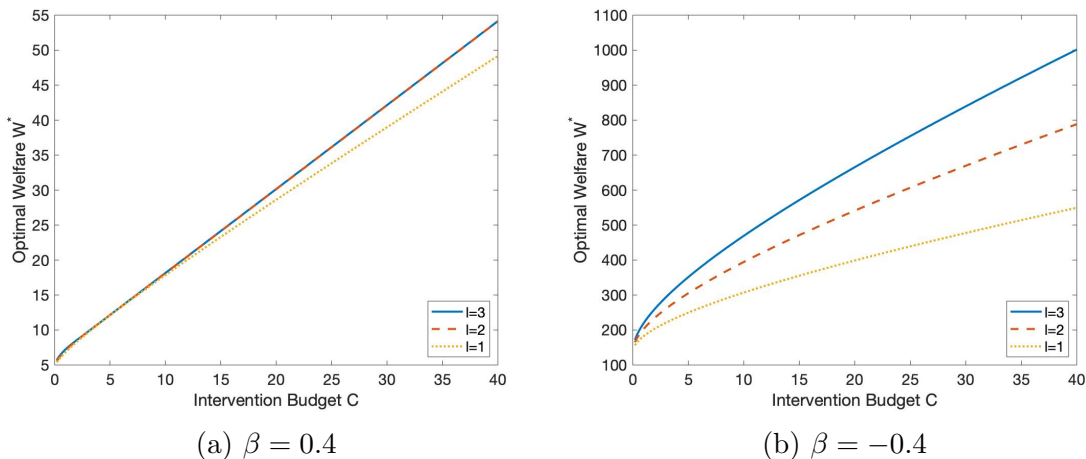 55
50
45
40
35
30
25
20
15
10
5
0 5 10 15 20 25 30 35 40
Optimal Welfare W*
Intervention Budget C
l=3
l=2
l=1
(a) β = 0.4
1100
1000
900
800
700
600
500
400
300
200
100
0 5 10 15 20 25 30 35 40
Optimal Welfare W*
Intervention Budget C
l=3
l=2
l=1
(b) β = −0.4